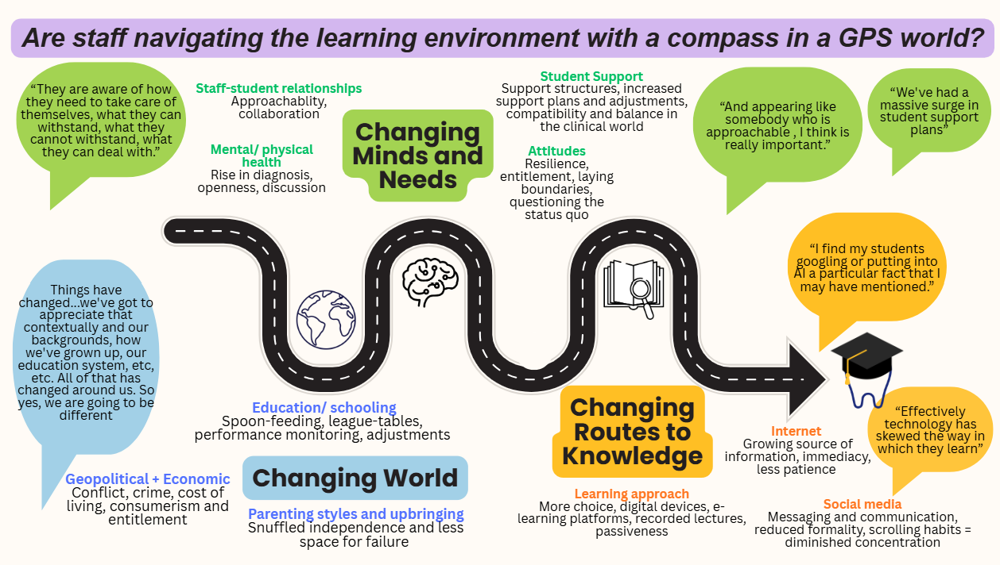 Are staff navigating the learning environment with a compass in a GPS world?
“They are aware of how
they need to take care of
themselves, what they can
withstand, what they
cannot withstand, what
they can deal with.”
Staff-student relationships
Approachablity,
collaboration
Mental/ physical
health
Rise in diagnosis,
openness, discussion
Changing
Minds and
Needs
Student Support
Support structures, increased
support plans and adjustments,
compatibility and balance in
the clinical world
Attitudes
Resilience,
entitlement, laying
boundaries,
questioning the
status quo
“And appearing like
somebody who is
approachable , I think is
really important.”
“We've had a
massive surge in
student support
plans”
“I find my students
googling or putting into
AI a particular fact that I
may have mentioned.”
Things have
changed...we've got to
appreciate that
contextually and our
backgrounds, how
we've grown up, our
education system, etc,
etc. All of that has
changed around us. So
yes, we are going to be
different
Education/ schooling
Spoon-feeding, league-tables,
performance monitoring, adjustments
Geopolitical + Economic
Conflict, crime, cost of
living, consumerism and
entitlement
Changing World
Parenting styles and upbringing
Snuffled independence and less
space for failure
Changing
Routes to
Knowledge
Learning approach
More choice, digital devices, e-
learning platforms, recorded lectures,
passiveness
Internet
Growing source of
information, immediacy,
less patience
“Effectively
technology has
skewed the way in
which they learn”
Social media
Messaging and communication,
reduced formality, scrolling habits =
diminished concentration